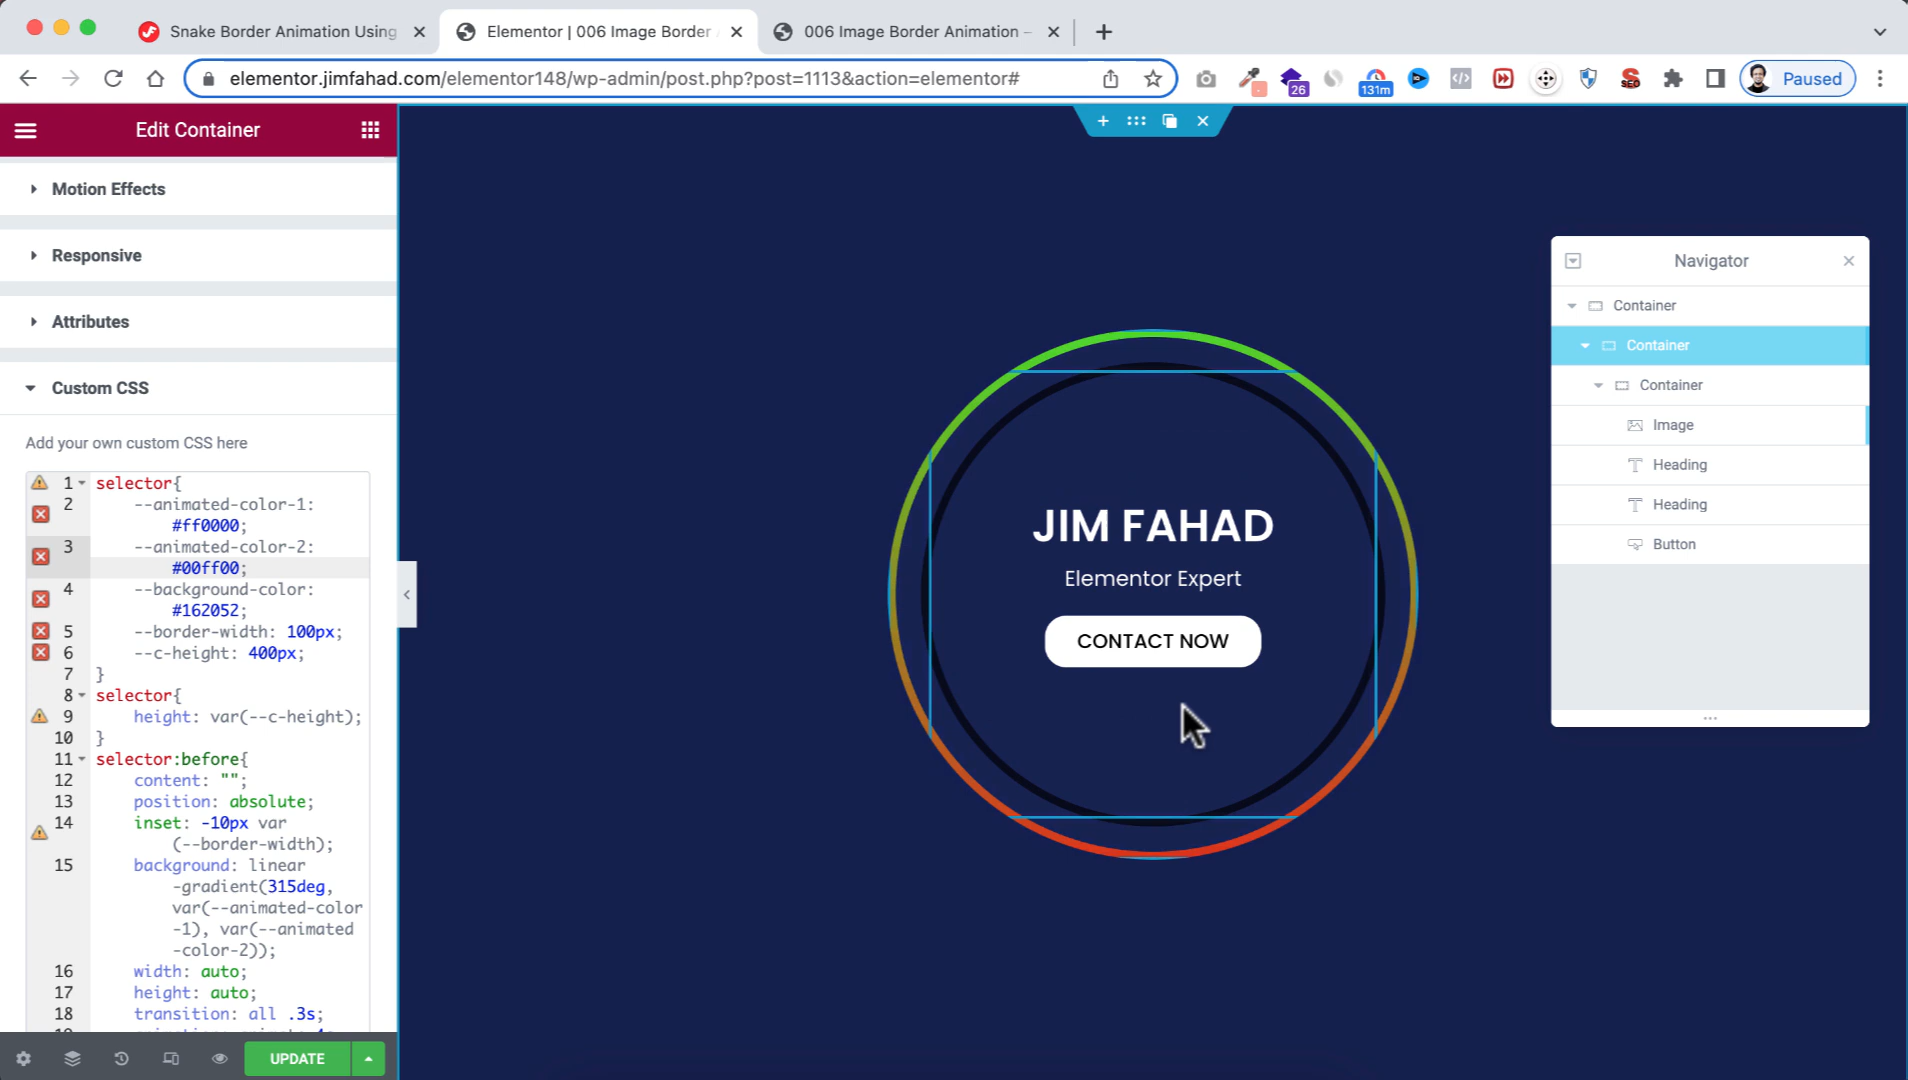 Snake Border Animation Using
Elementor | 006 Image Border
006 Image Border Animation –
elementor.jimfahad.com/elementor148/wp-admin/post.php?post=1113&action=elementor#
26
131m
SEO
Paused
Edit Container
Motion Effects
Responsive
Attributes
Custom CSS
Add your own custom CSS here
1 selector{
2 --animated-color-1:
#ff0000;
3 --animated-color-2:
#00ff00;
4 --background-color:
#162052;
5 --border-width: 100px;
6 --c-height: 400px;
7 }
8 selector{
9 height: var(--c-height);
10 }
11 selector:before{
12 content: "";
13 position: absolute;
14 inset: -10px var
(--border-width);
15 background: linear
-gradient(315deg,
var(--animated-color
-1), var(--animated
-color-2));
16 width: auto;
17 height: auto;
18 transition: all .3s;
UPDATE
JIM FAHAD
Elementor Expert
CONTACT NOW
Navigator
Container
Container
Container
Image
Heading
Heading
Button